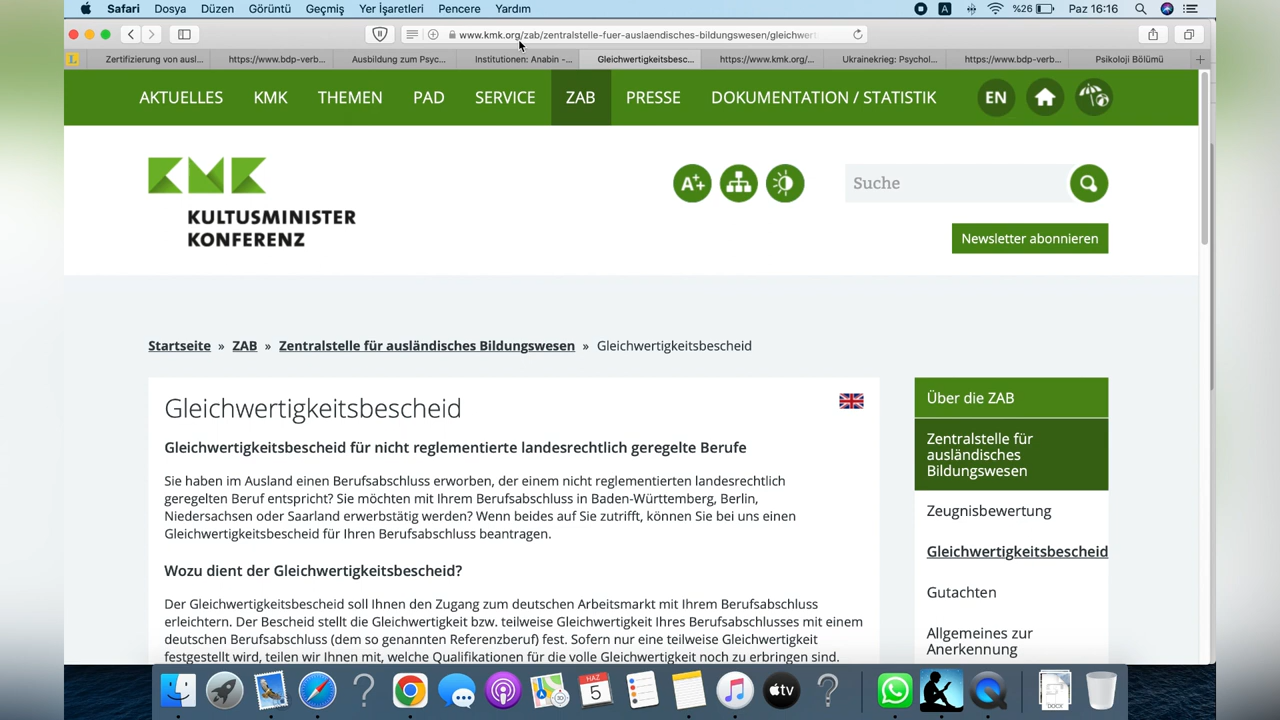 Safari Dosya Düzen Görüntü Geçmiş Yer İşaretleri Pencere Yardım A %26 Paz 16:16
www.kmk.org/zab/zentralstelle-fuer-auslaendisches-bildungswesen/gleichwert
L Zertifizierung von ausl... https://www.bdp-verb... Ausbildung zum Psyc... Institutionen: Anabin -... Gleichwertigkeitsbesc... https://www.kmk.org/... Ukrainekrieg: Psychol... https://www.bdp-verb... Psikoloji Bölümü
AKTUELLES KMK THEMEN PAD SERVICE ZAB PRESSE DOKUMENTATION / STATISTIK EN
KMK
KULTUSMINISTER
KONFERENZ
A+ Suche
Newsletter abonnieren
Startseite » ZAB » Zentralstelle für ausländisches Bildungswesen » Gleichwertigkeitsbescheid
Gleichwertigkeitsbescheid
Gleichwertigkeitsbescheid für nicht reglementierte landesrechtlich geregelte Berufe
Sie haben im Ausland einen Berufsabschluss erworben, der einem nicht reglementierten landesrechtlich
geregelten Beruf entspricht? Sie möchten mit Ihrem Berufsabschluss in Baden-Württemberg, Berlin,
Niedersachsen oder Saarland erwerbstätig werden? Wenn beides auf Sie zutrifft, können Sie bei uns einen
Gleichwertigkeitsbescheid für Ihren Berufsabschluss beantragen.
Wozu dient der Gleichwertigkeitsbescheid?
Der Gleichwertigkeitsbescheid soll Ihnen den Zugang zum deutschen Arbeitsmarkt mit Ihrem Berufsabschluss
erleichtern. Der Bescheid stellt die Gleichwertigkeit bzw. teilweise Gleichwertigkeit Ihres Berufsabschlusses mit einem
deutschen Berufsabschluss (dem so genannten Referenzberuf) fest. Sofern nur eine teilweise Gleichwertigkeit
festgestellt wird, teilen wir Ihnen mit, welche Qualifikationen für die volle Gleichwertigkeit noch zu erbringen sind.
Über die ZAB
Zentralstelle für
ausländisches
Bildungswesen
Zeugnisbewertung
Gleichwertigkeitsbescheid
Gutachten
Allgemeines zur
Anerkennung
HAZ
5
tv
DOCX